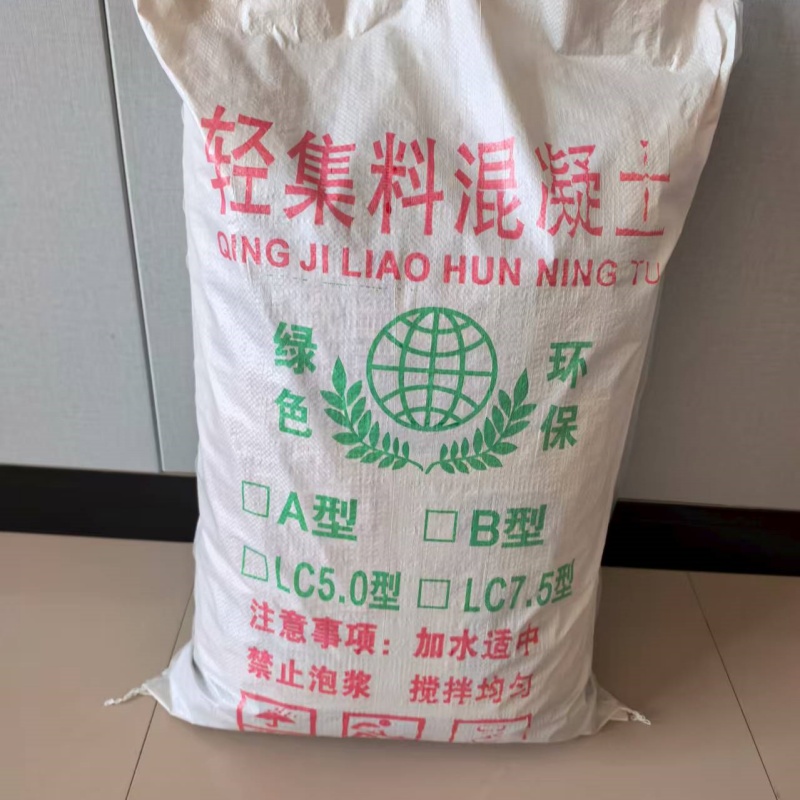 轻集料混凝土
QING JI LIAO HUN NING TU
绿色 环保
□A型 □B型
□LC5.0型 □LC7.5型
注意事项：加水适中
禁止泡浆 搅拌均匀